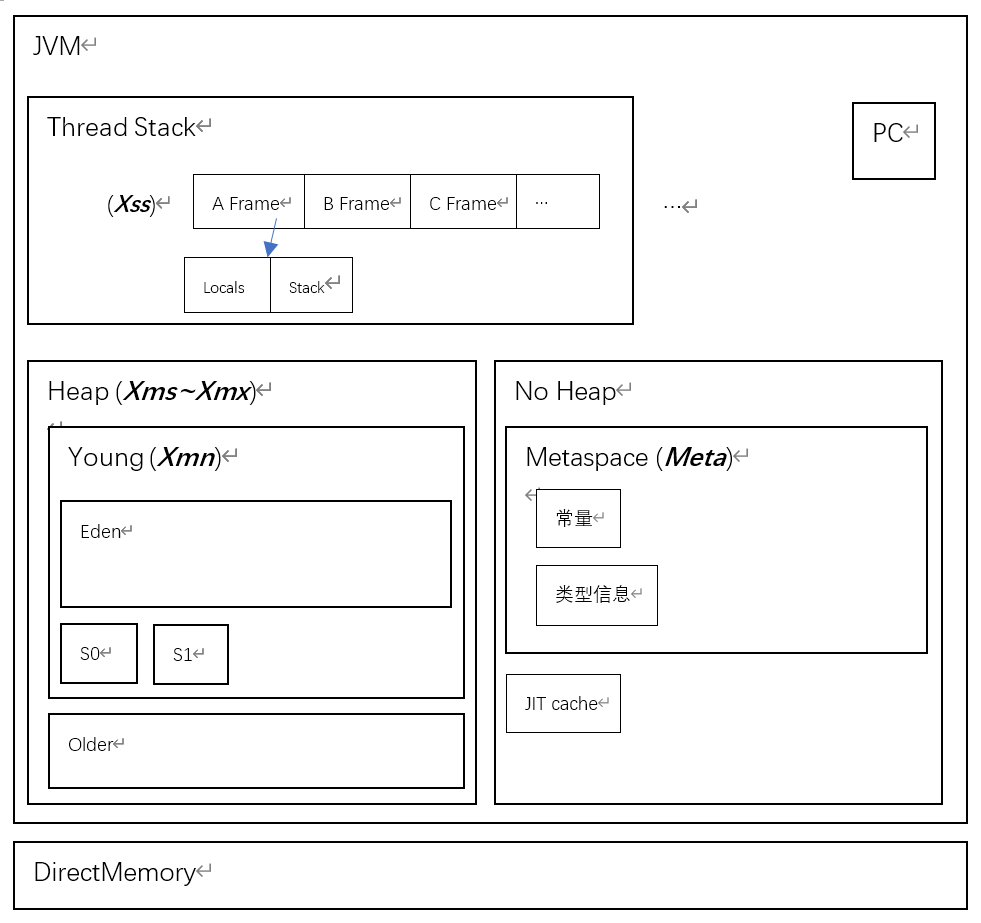 JVM↵
Thread Stack↵
PC↵
(Xss)↵
A Frame↵
B Frame↵
C Frame↵
…
…↵
Locals
Stack↵
Heap (Xms~Xmx)↵
↵
Young (Xmn)↵
Eden↵
S0↵
S1↵
Older↵
No Heap↵
Metaspace (Meta)↵
↵
常量↵
类型信息↵
JIT cache↵
DirectMemory↵